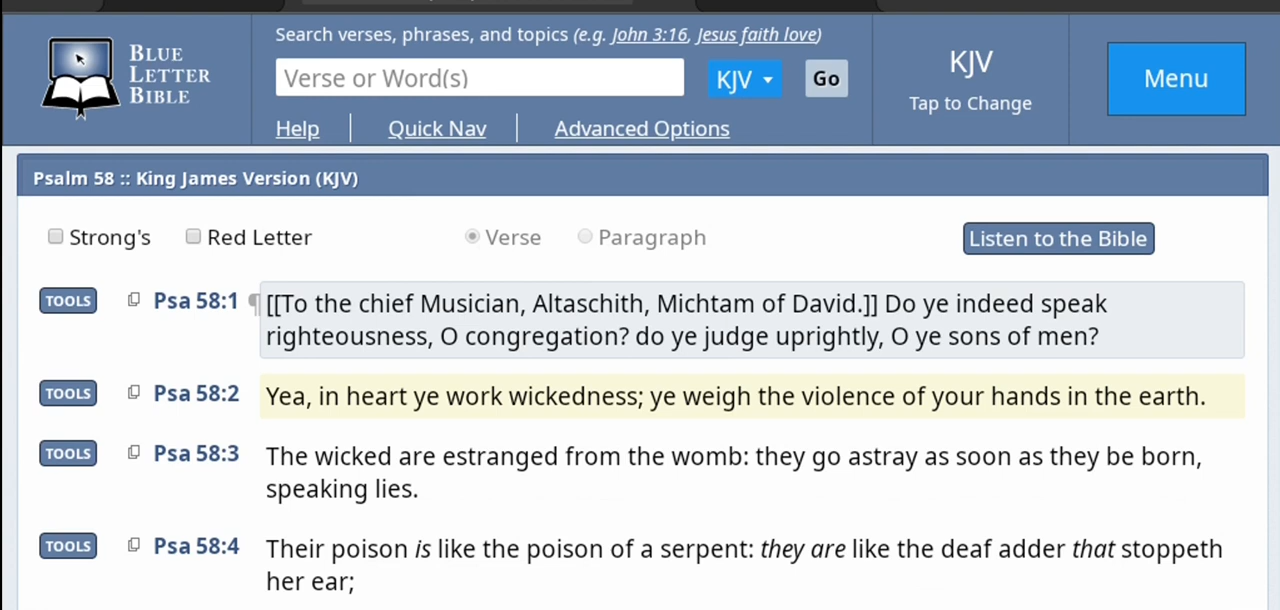 BLUE
LETTER
BIBLE
Search verses, phrases, and topics (e.g. John 3:16, Jesus faith love)
Verse or Word(s)
KJV
Go
Help
Quick Nav
Advanced Options
KJV
Tap to Change
Menu
Psalm 58 :: King James Version (KJV)
Strong's
Red Letter
Verse
Paragraph
Listen to the Bible
TOOLS Psa 58:1 ¶ [[To the chief Musician, Altaschith, Michtam of David.]] Do ye indeed speak
righteousness, O congregation? do ye judge uprightly, O ye sons of men?
TOOLS Psa 58:2 Yea, in heart ye work wickedness; ye weigh the violence of your hands in the earth.
TOOLS Psa 58:3 The wicked are estranged from the womb: they go astray as soon as they be born,
speaking lies.
TOOLS Psa 58:4 Their poison is like the poison of a serpent: they are like the deaf adder that stoppeth
her ear;